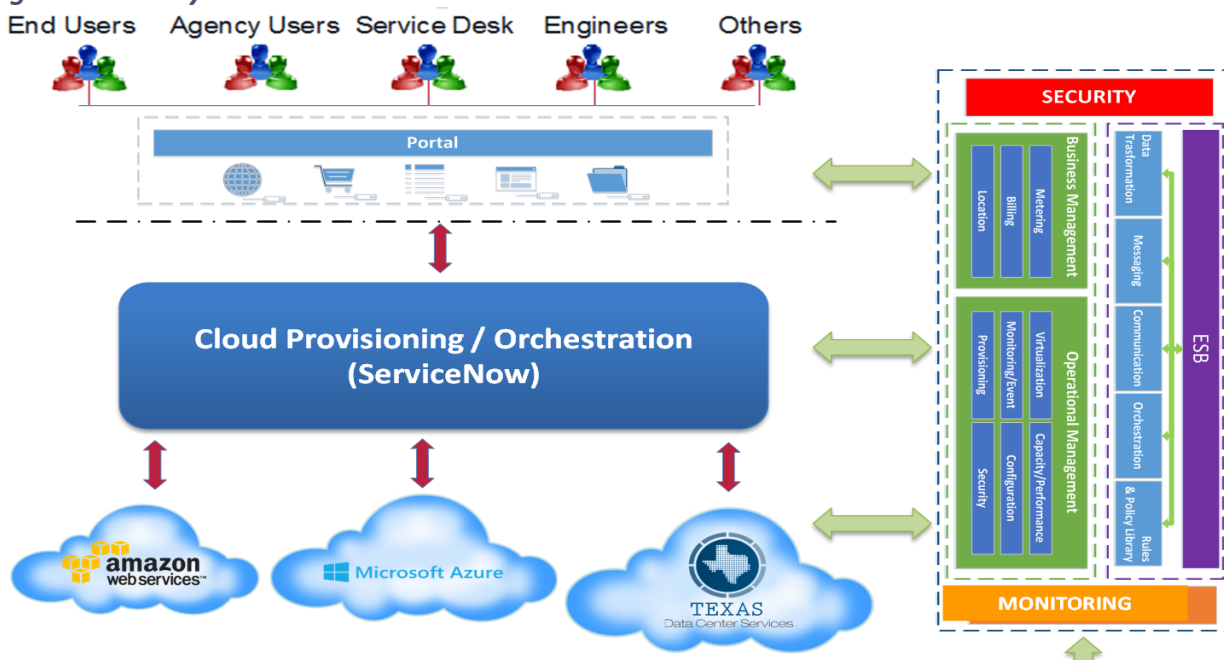 End Users
Agency Users
Service Desk
Engineers
Others
Portal
Cloud Provisioning / Orchestration
(ServiceNow)
amazon
web services™
Microsoft Azure
TEXAS
Data Center Services
SECURITY
Business Management
Metering
Billing
Location
Operational Management
Virtualization
Monitoring/Event
Provisioning
Capacity/Performance
Configuration
Security
Data
Trasformation
Messaging
Communication
Orchestration
Rules
& Policy Library
ESB
MONITORING